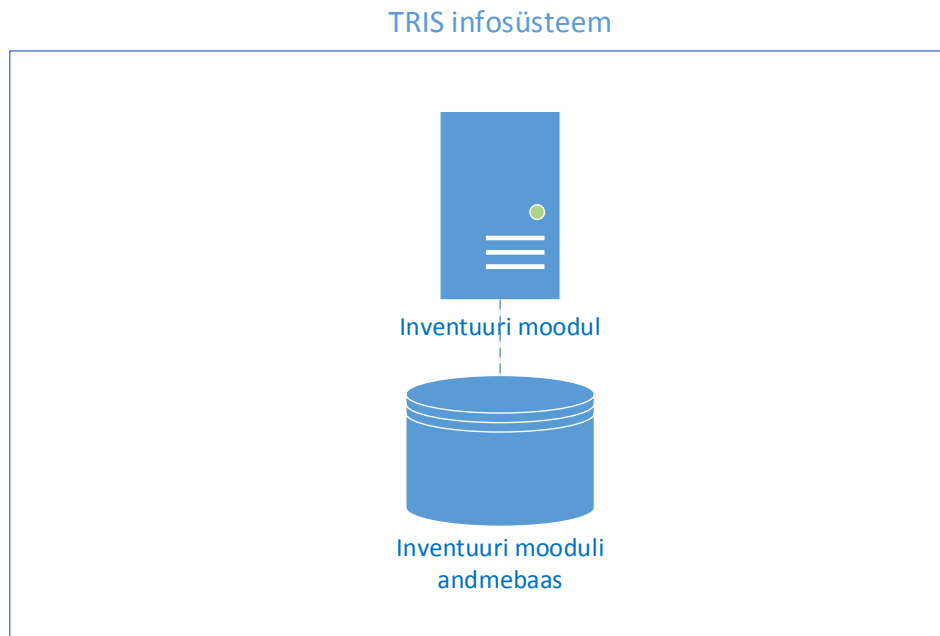 TRIS infosüsteem
Inventuuri moodul
Inventuuri mooduli
andmebaas